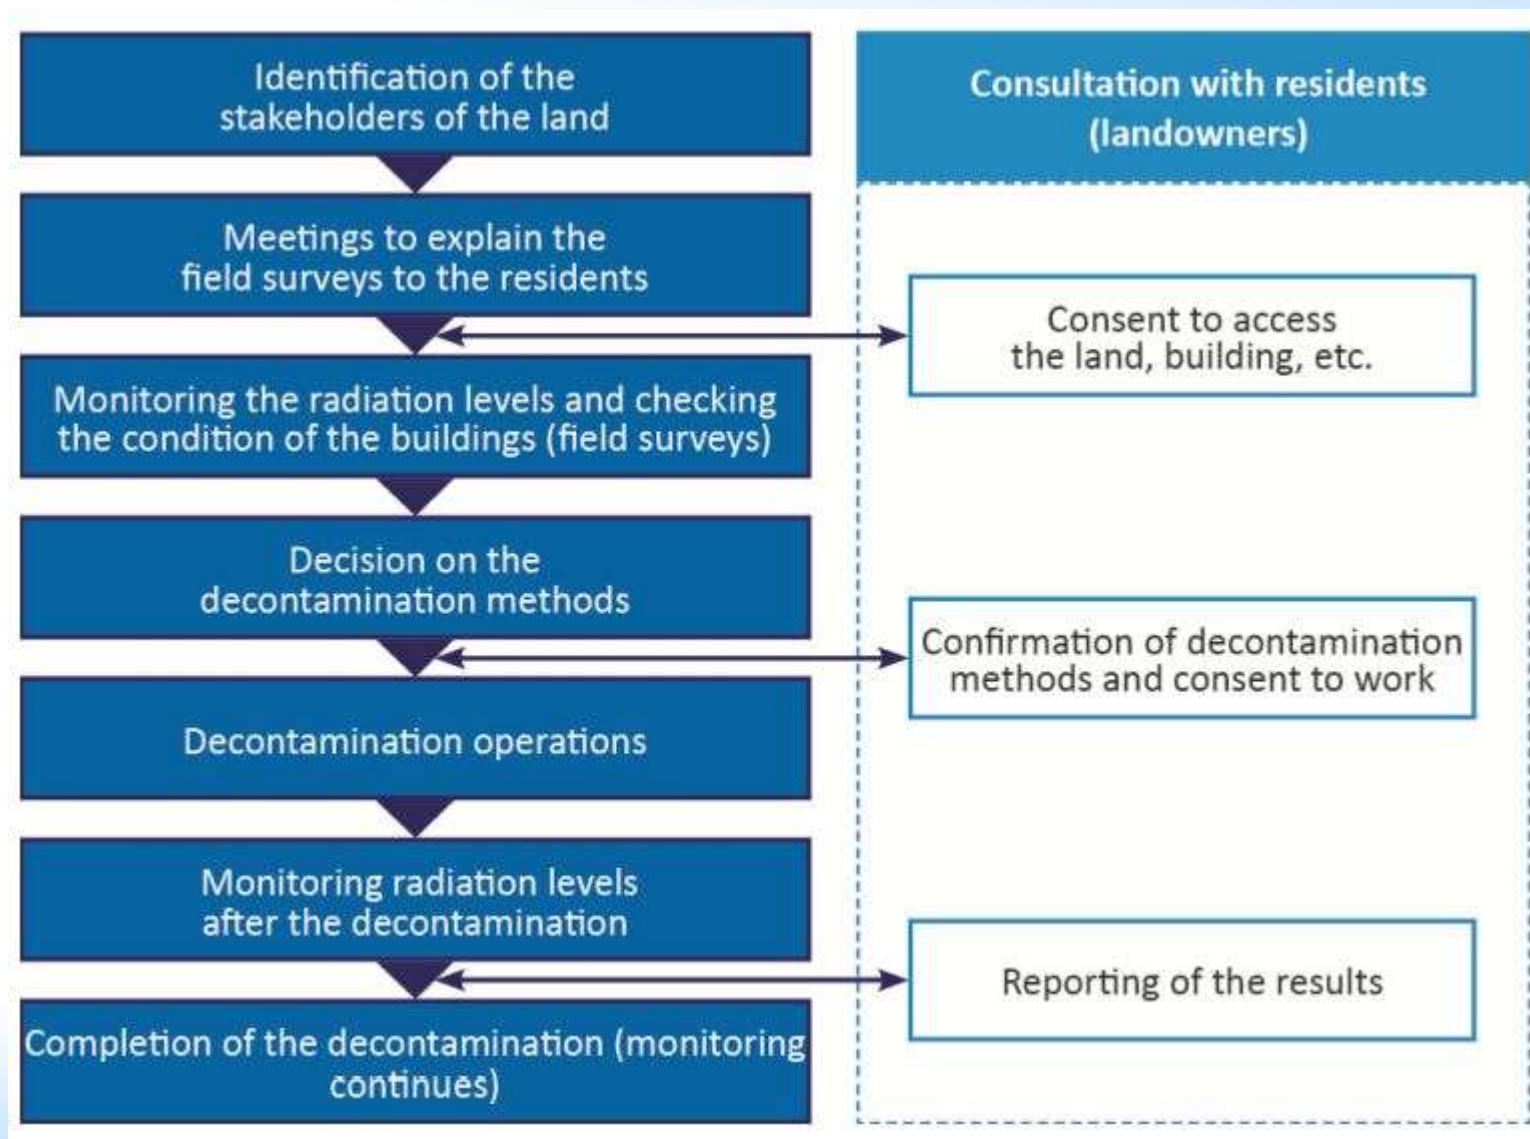 Identification of the
stakeholders of the land
Meetings to explain the
field surveys to the residents
Monitoring the radiation levels and checking
the condition of the buildings (field surveys)
Decision on the
decontamination methods
Decontamination operations
Monitoring radiation levels
after the decontamination
Completion of the decontamination (monitoring
continues)
Consultation with residents
(landowners)
Consent to access
the land, building, etc.
Confirmation of decontamination
methods and consent to work
Reporting of the results